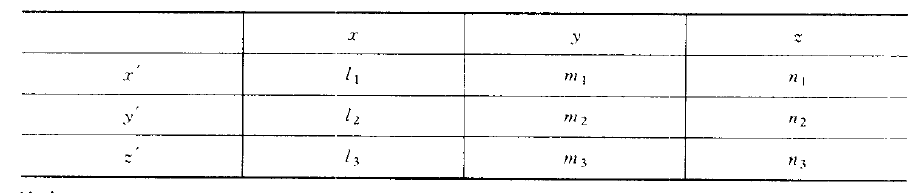 x y z
x′ l₁ m₁ n₁
y′ l₂ m₂ n₂
z′ l₃ m₃ n₃